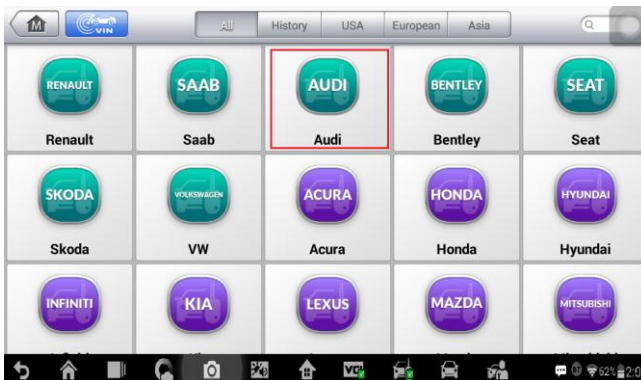 M VIN All History USA European Asia
RENAULT SAAB AUDI BENTLEY SEAT
Renault Saab Audi Bentley Seat
SKODA VOLKSWAGEN ACURA HONDA HYUNDAI
Skoda VW Acura Honda Hyundai
INFINITI KIA LEXUS MAZDA MITSUBISHI
62%